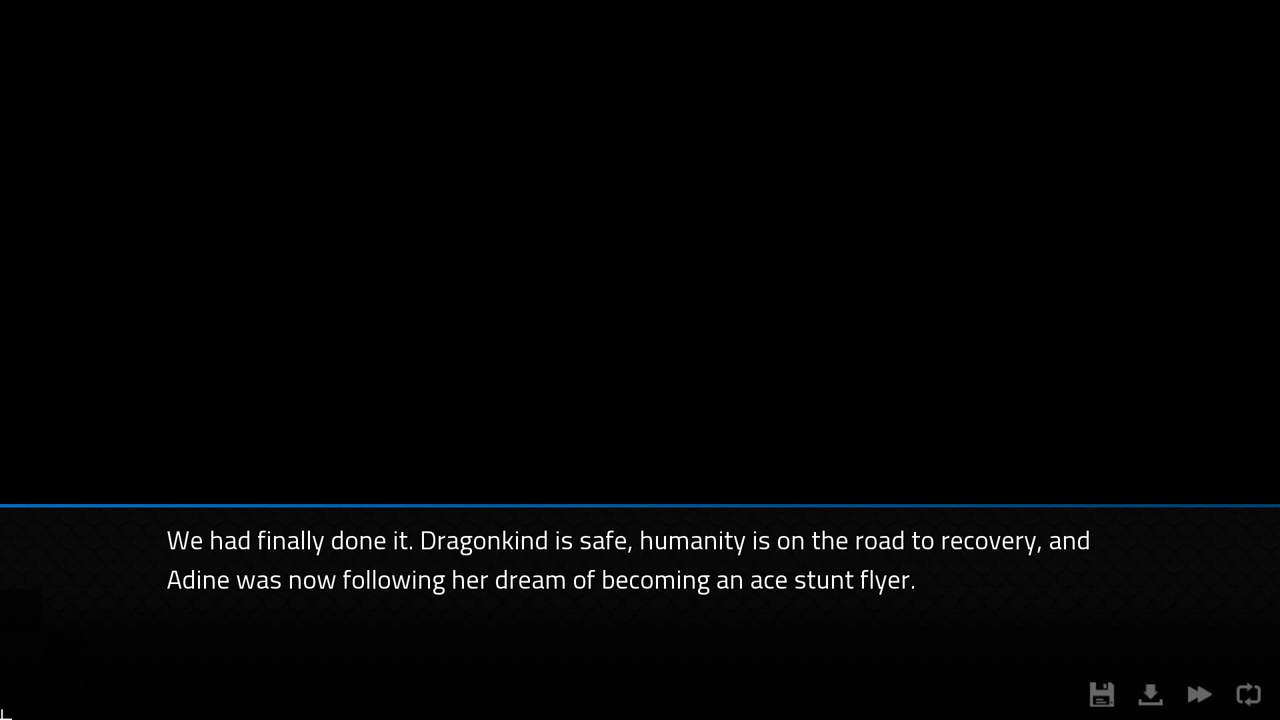 We had finally done it. Dragonkind is safe, humanity is on the road to recovery, and
Adine was now following her dream of becoming an ace stunt flyer.